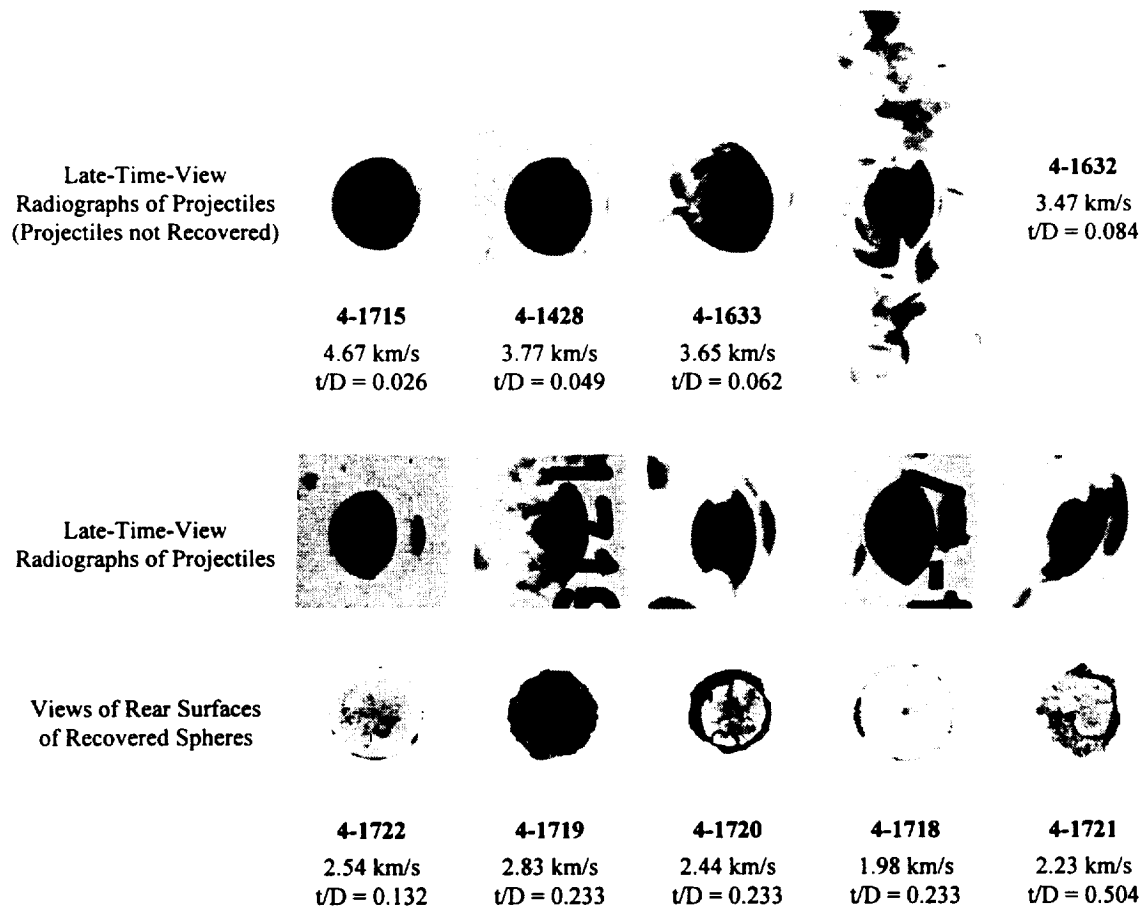 Late-Time-View
Radiographs of Projectiles
(Projectiles not Recovered)
4-1715
4.67 km/s
t/D = 0.026
4-1428
3.77 km/s
t/D = 0.049
4-1633
3.65 km/s
t/D = 0.062
4-1632
3.47 km/s
t/D = 0.084
Late-Time-View
Radiographs of Projectiles
Views of Rear Surfaces
of Recovered Spheres
4-1722
2.54 km/s
t/D = 0.132
4-1719
2.83 km/s
t/D = 0.233
4-1720
2.44 km/s
t/D = 0.233
4-1718
1.98 km/s
t/D = 0.233
4-1721
2.23 km/s
t/D = 0.504